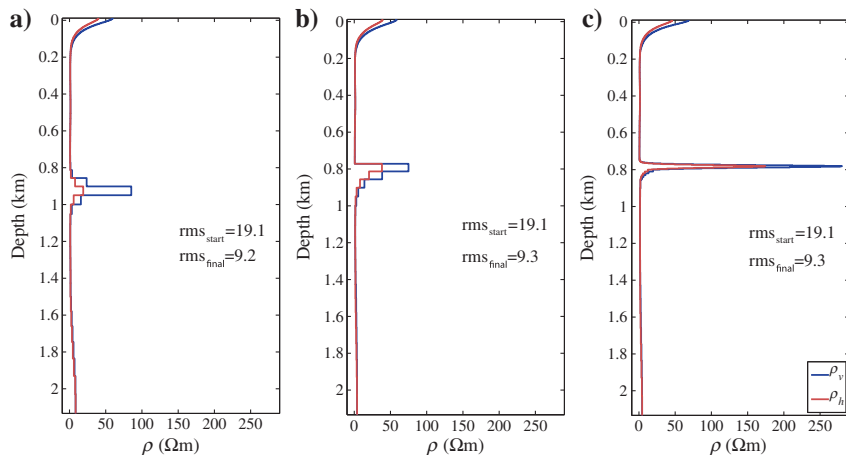 a)
0
0.2
0.4
0.6
0.8
1
1.2
1.4
1.6
1.8
2
Depth (km)
rms_start=19.1
rms_final=9.2
0 50 100 150 200 250
ρ (Ωm)
b)
0
0.2
0.4
0.6
0.8
1
1.2
1.4
1.6
1.8
2
Depth (km)
rms_start=19.1
rms_final=9.3
0 50 100 150 200 250
ρ (Ωm)
c)
0
0.2
0.4
0.6
0.8
1
1.2
1.4
1.6
1.8
2
Depth (km)
rms_start=19.1
rms_final=9.3
ρ_v
ρ_h
0 50 100 150 200 250
ρ (Ωm)